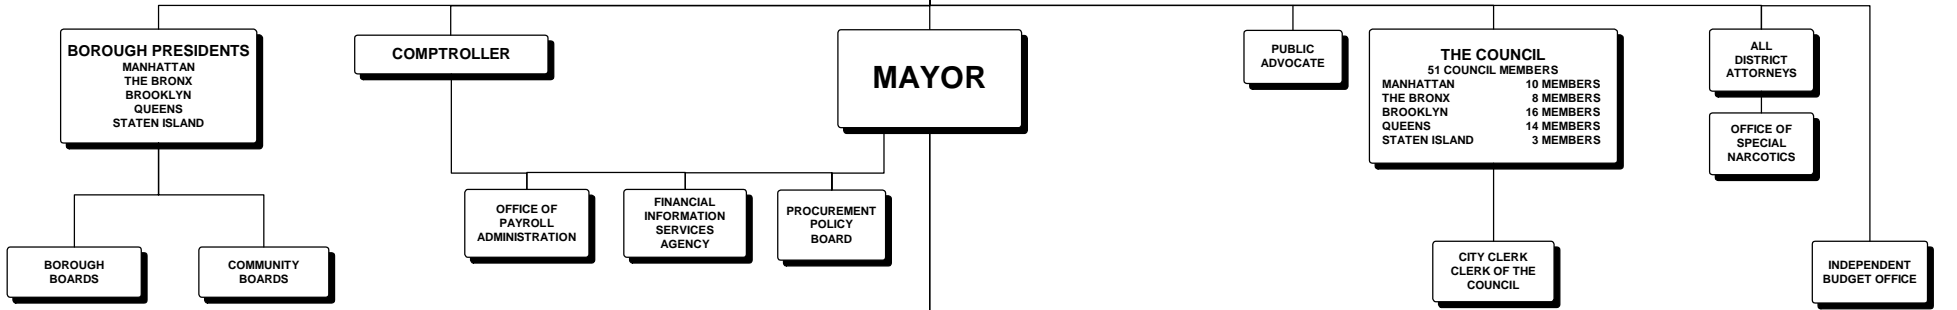 BOROUGH PRESIDENTS
MANHATTAN
THE BRONX
BROOKLYN
QUEENS
STATEN ISLAND
COMPTROLLER
MAYOR
PUBLIC
ADVOCATE
THE COUNCIL
51 COUNCIL MEMBERS
MANHATTAN 10 MEMBERS
THE BRONX 8 MEMBERS
BROOKLYN 16 MEMBERS
QUEENS 14 MEMBERS
STATEN ISLAND 3 MEMBERS
ALL
DISTRICT
ATTORNEYS
OFFICE OF
SPECIAL
NARCOTICS
OFFICE OF
PAYROLL
ADMINISTRATION
FINANCIAL
INFORMATION
SERVICES
AGENCY
PROCUREMENT
POLICY
BOARD
BOROUGH
BOARDS
COMMUNITY
BOARDS
CITY CLERK
CLERK OF THE
COUNCIL
INDEPENDENT
BUDGET OFFICE